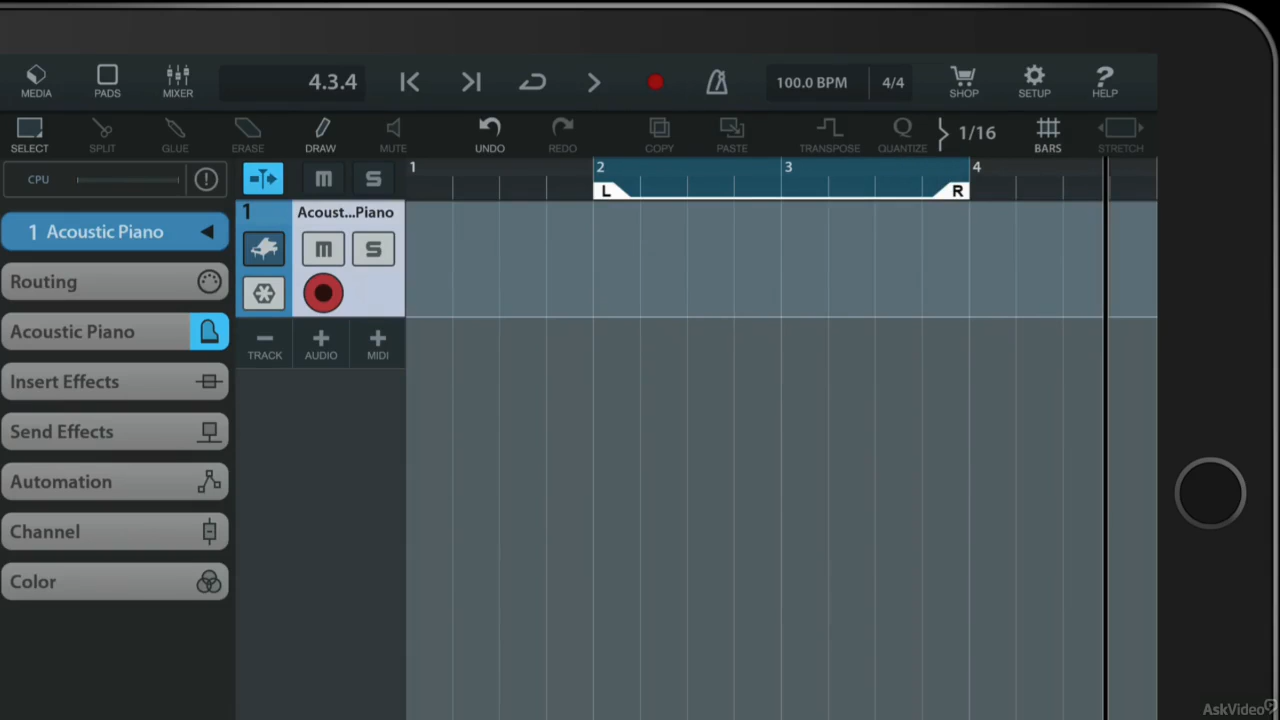 4.3.4
100.0 BPM
4/4
MEDIA
PADS
MIXER
SHOP
SETUP
HELP
1/16
SELECT
SPLIT
GLUE
ERASE
DRAW
MUTE
UNDO
REDO
COPY
PASTE
TRANSPOSE
Q
QUANTIZE
BARS
STRETCH
CPU
M
S
1
2
3
4
L
R
1 Acoustic Piano
1
Acoust...Piano
M
S
Routing
Acoustic Piano
TRACK
AUDIO
MIDI
Insert Effects
Send Effects
Automation
Channel
Color
AskVideo